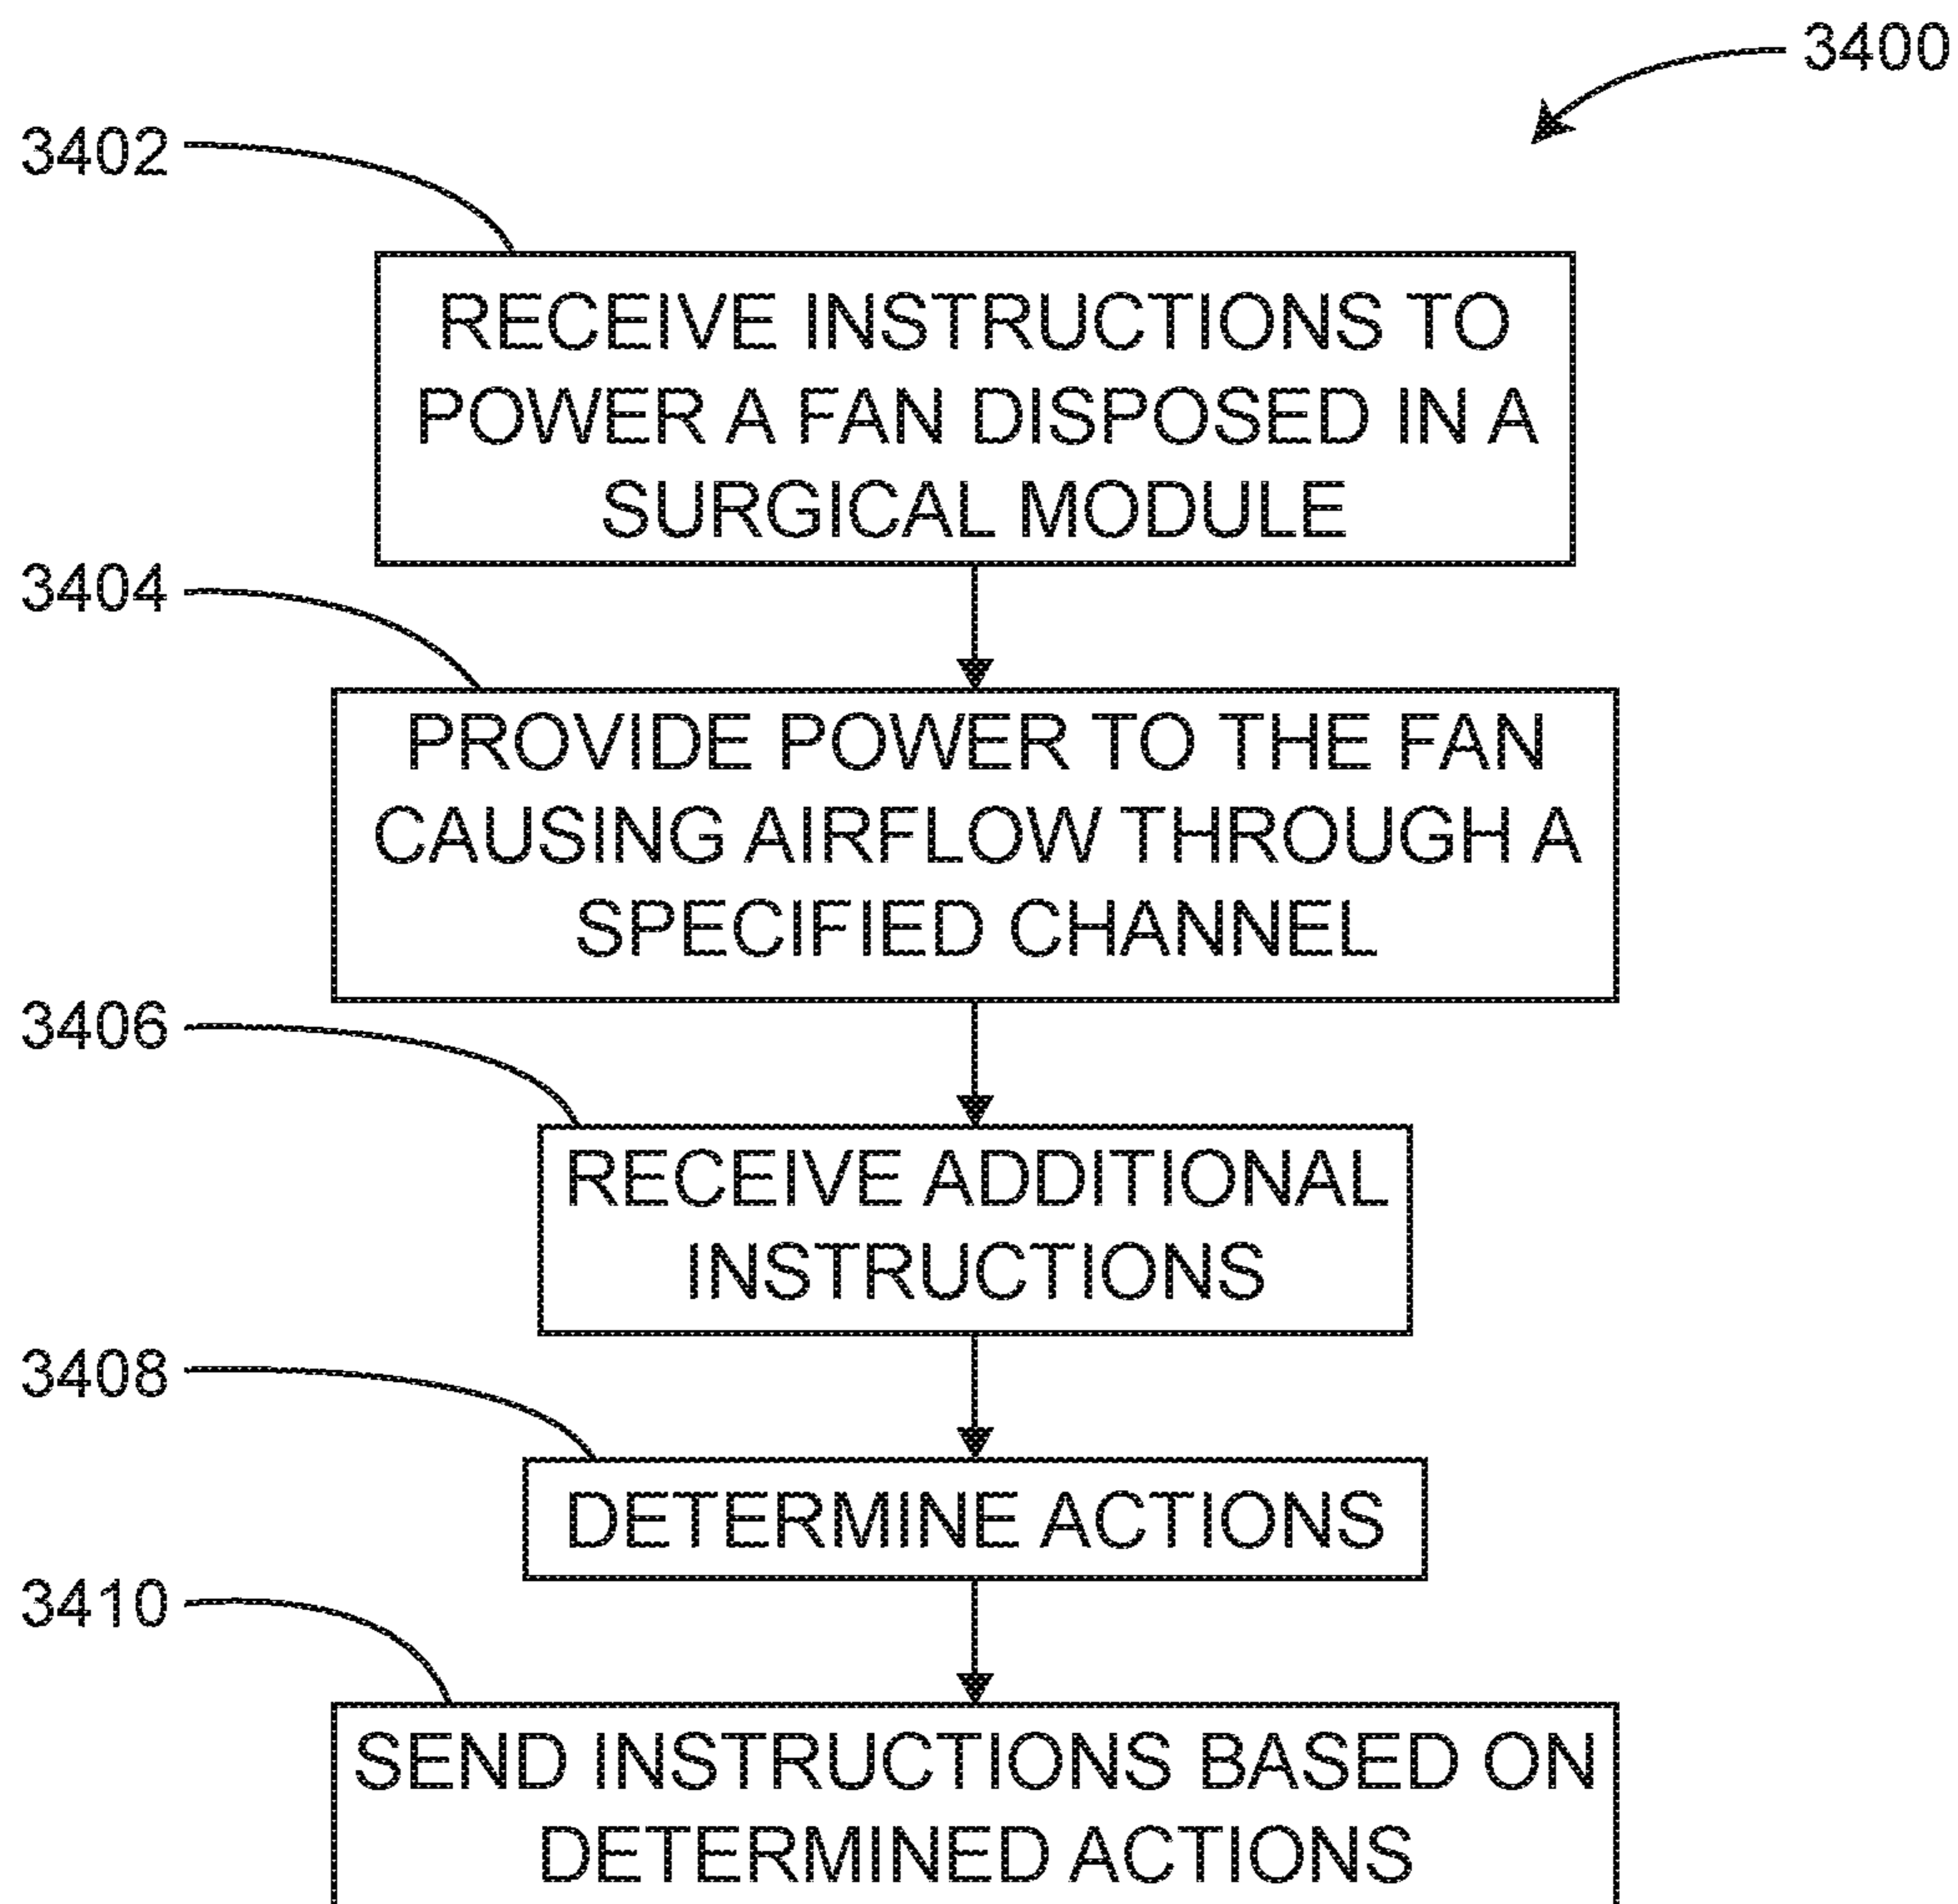 3400
3402
RECEIVE INSTRUCTIONS TO
POWER A FAN DISPOSED IN A
SURGICAL MODULE
3404
PROVIDE POWER TO THE FAN
CAUSING AIRFLOW THROUGH A
SPECIFIED CHANNEL
3406
RECEIVE ADDITIONAL
INSTRUCTIONS
3408
DETERMINE ACTIONS
3410
SEND INSTRUCTIONS BASED ON
DETERMINED ACTIONS